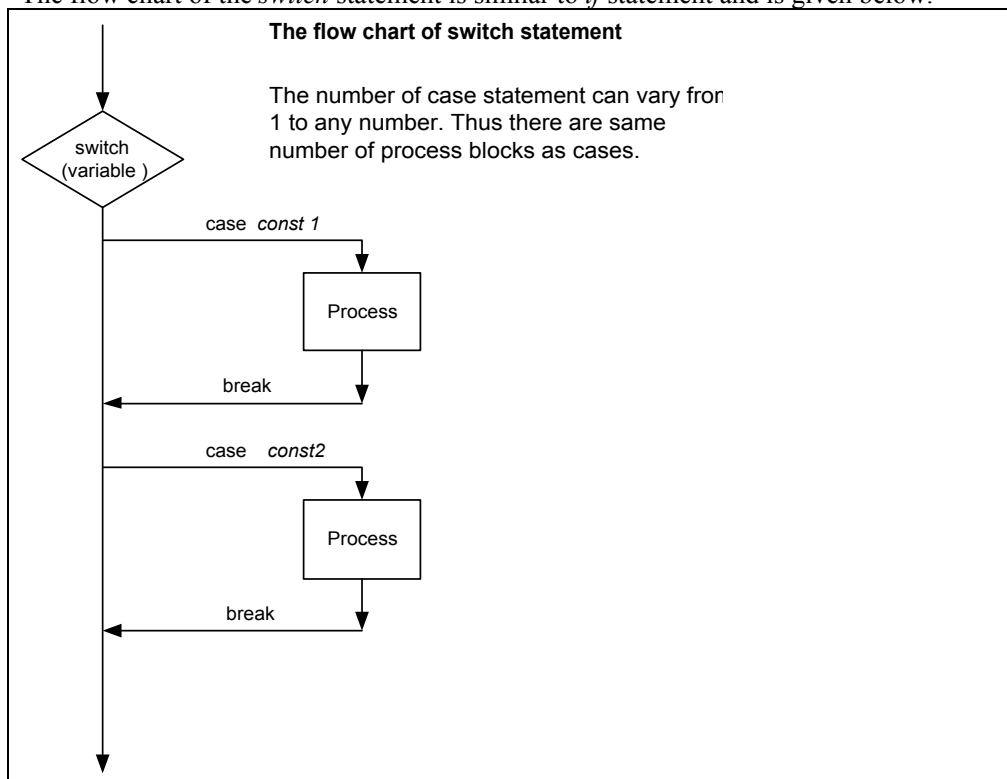 The flow chart of the switch statement is similar to if statement and is given below.
The flow chart of switch statement
The number of case statement can vary from
1 to any number. Thus there are same
number of process blocks as cases.
switch
(variable )
case const 1
Process
break
case const2
Process
break